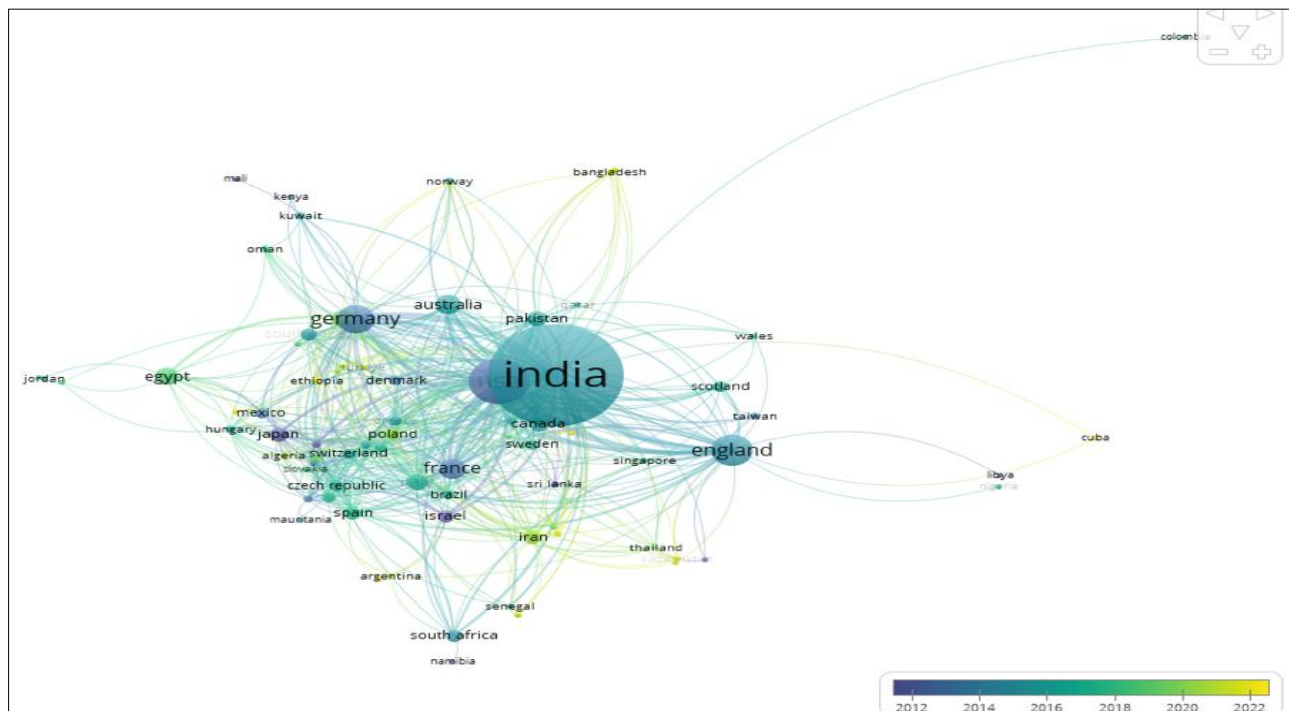 colombia
mali
norway
bangladesh
kenya
kuwait
oman
australia
qatar
germany
pakistan
wales
india
jordan
egypt
ethiopia
denmark
scotland
mexico
taiwan
hungary
japan
poland
canada
sweden
england
cuba
algeria
switzerland
slovakia
france
singapore
czech republic
brazil
sri lanka
libya
nigeria
mauritania
spain
israel
iran
thailand
argentina
senegal
south africa
namibia
2012 2014 2016 2018 2020 2022